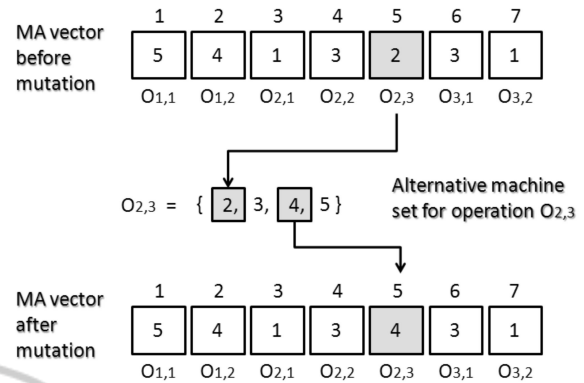 1 2 3 4 5 6 7
MA vector
before
mutation
5 4 1 3 2 3 1
O1,1 O1,2 O2,1 O2,2 O2,3 O3,1 O3,2
O2,3 = { 2, 3, 4, 5 }
Alternative machine
set for operation O2,3
1 2 3 4 5 6 7
MA vector
after
mutation
5 4 1 3 4 3 1
O1,1 O1,2 O2,1 O2,2 O2,3 O3,1 O3,2